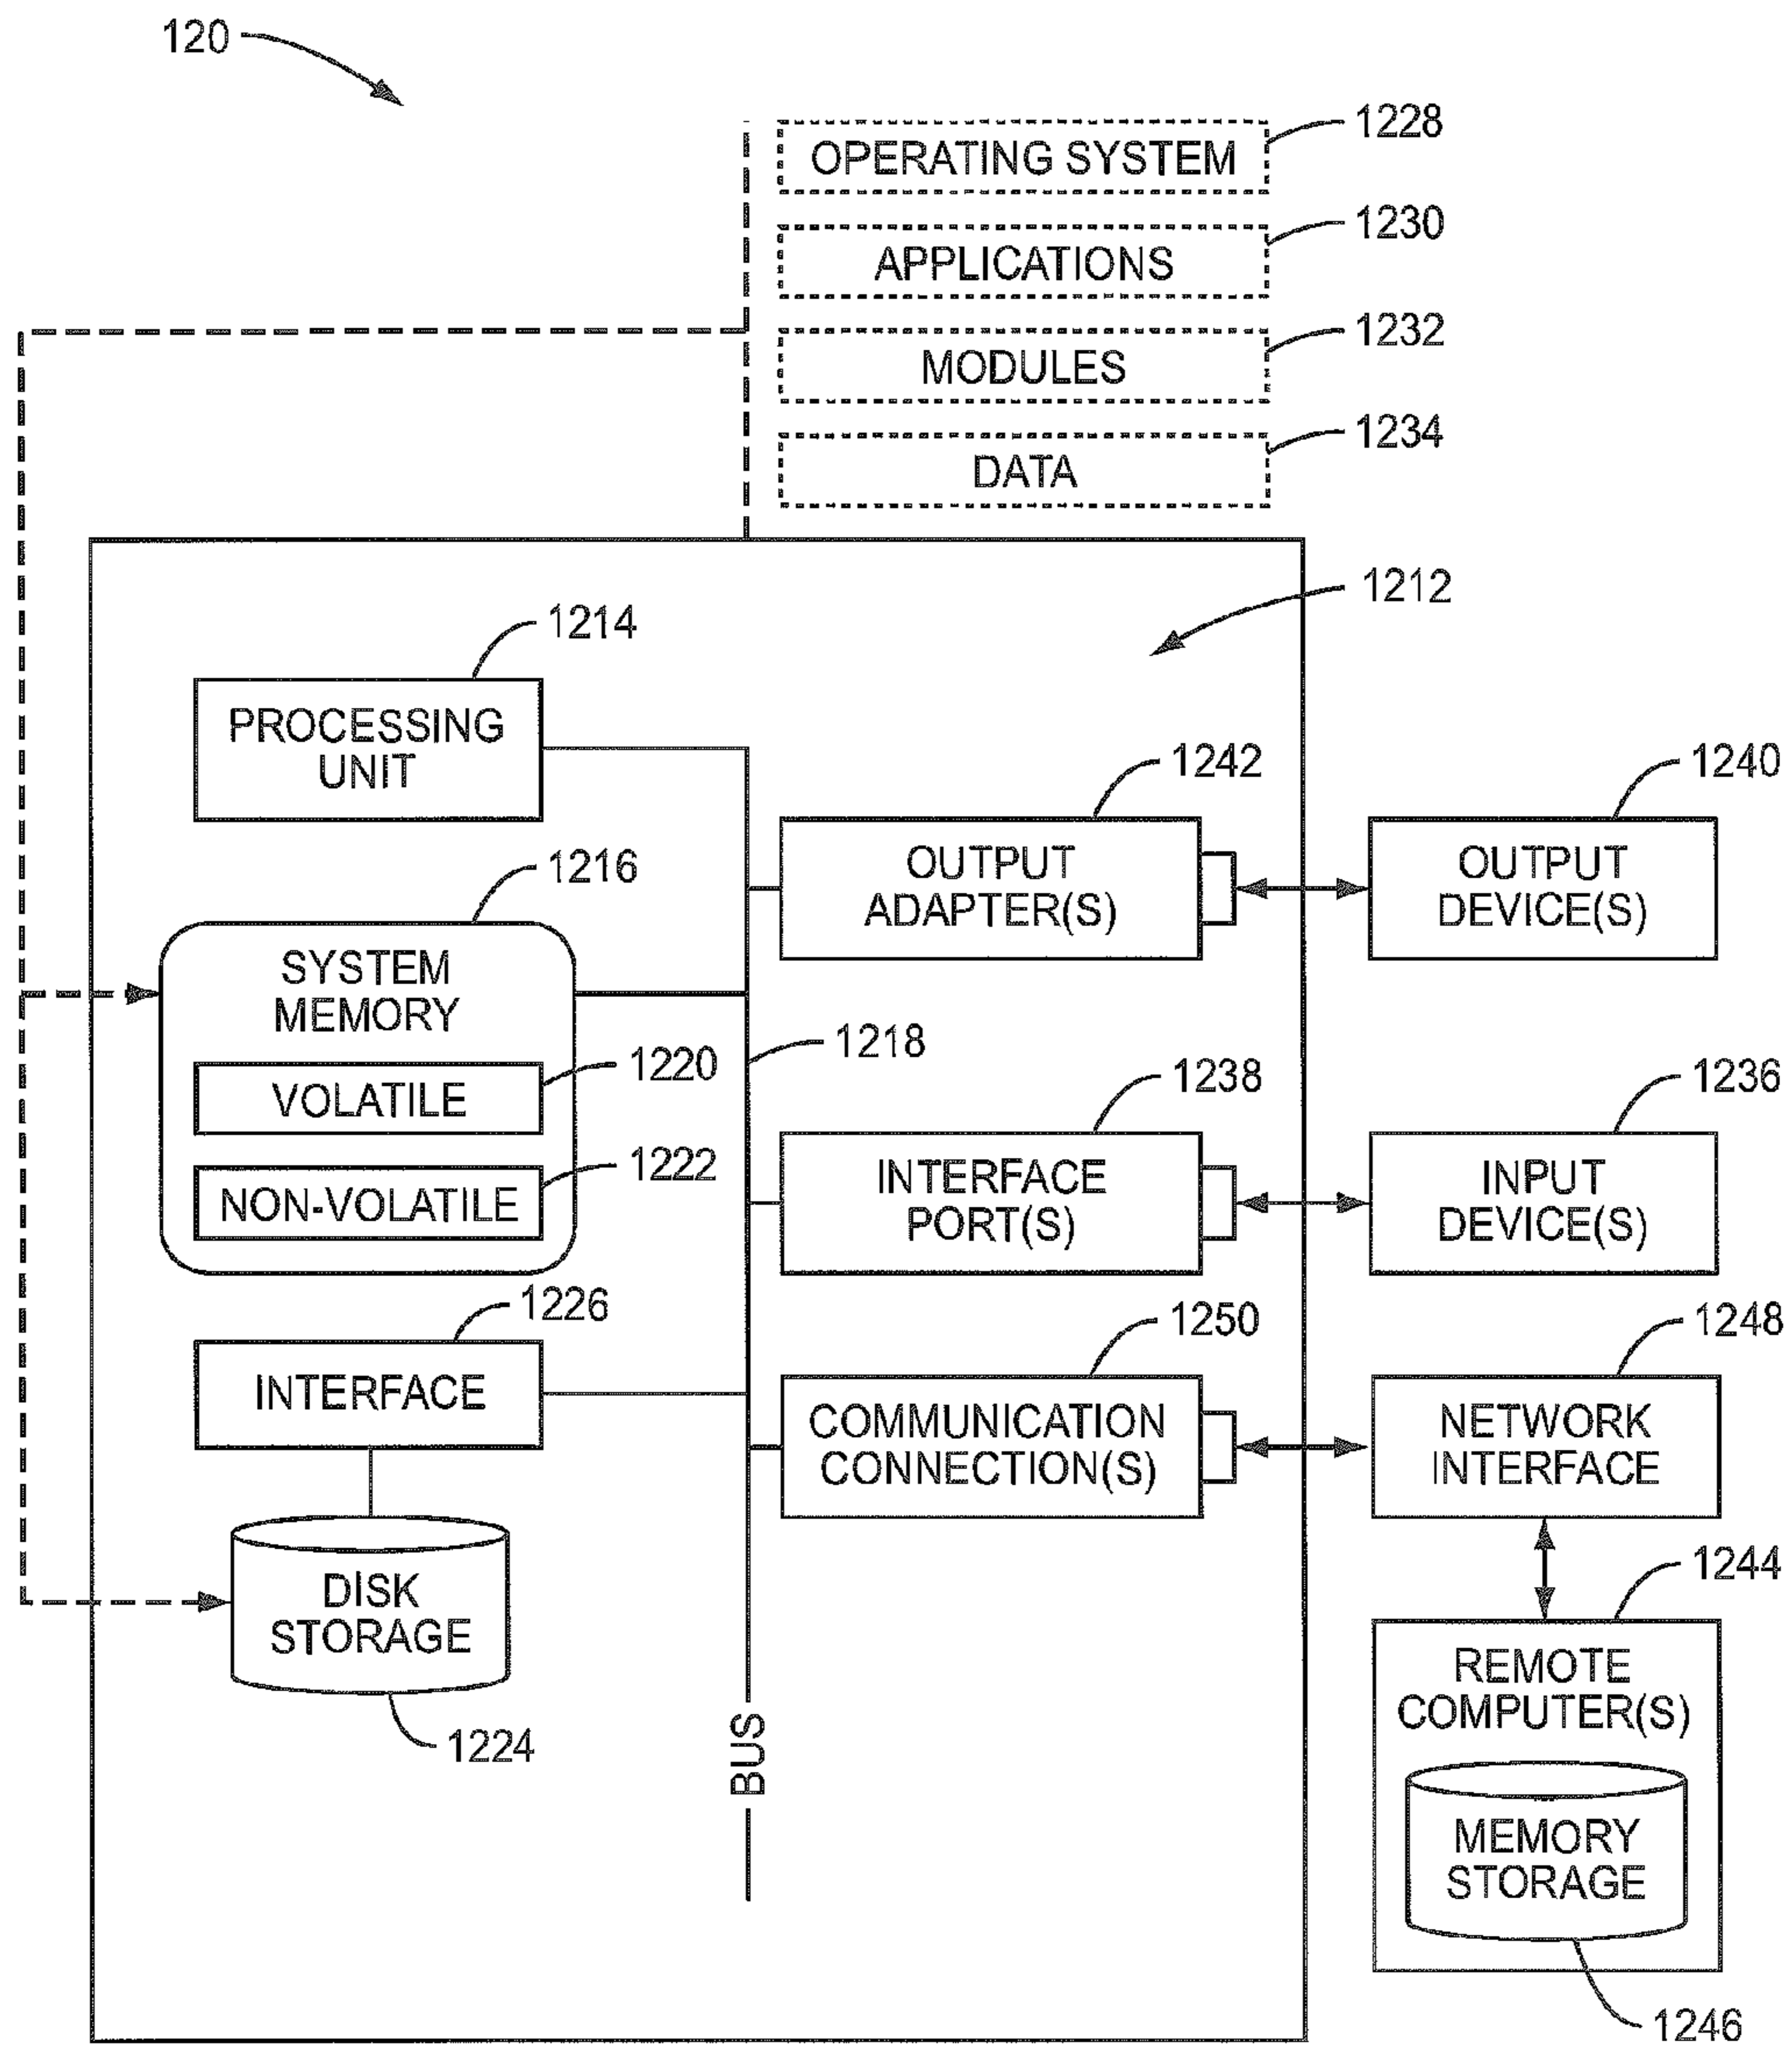 120
1228
OPERATING SYSTEM
1230
APPLICATIONS
1232
MODULES
1234
DATA
1212
1214
PROCESSING
UNIT
1242
OUTPUT
ADAPTER(S)
1240
OUTPUT
DEVICE(S)
1216
SYSTEM
MEMORY
1220
VOLATILE
1222
NON-VOLATILE
1218
1238
INTERFACE
PORT(S)
1236
INPUT
DEVICE(S)
1226
INTERFACE
1250
COMMUNICATION
CONNECTION(S)
1248
NETWORK
INTERFACE
DISK
STORAGE
1224
BUS
1244
REMOTE
COMPUTER(S)
MEMORY
STORAGE
1246